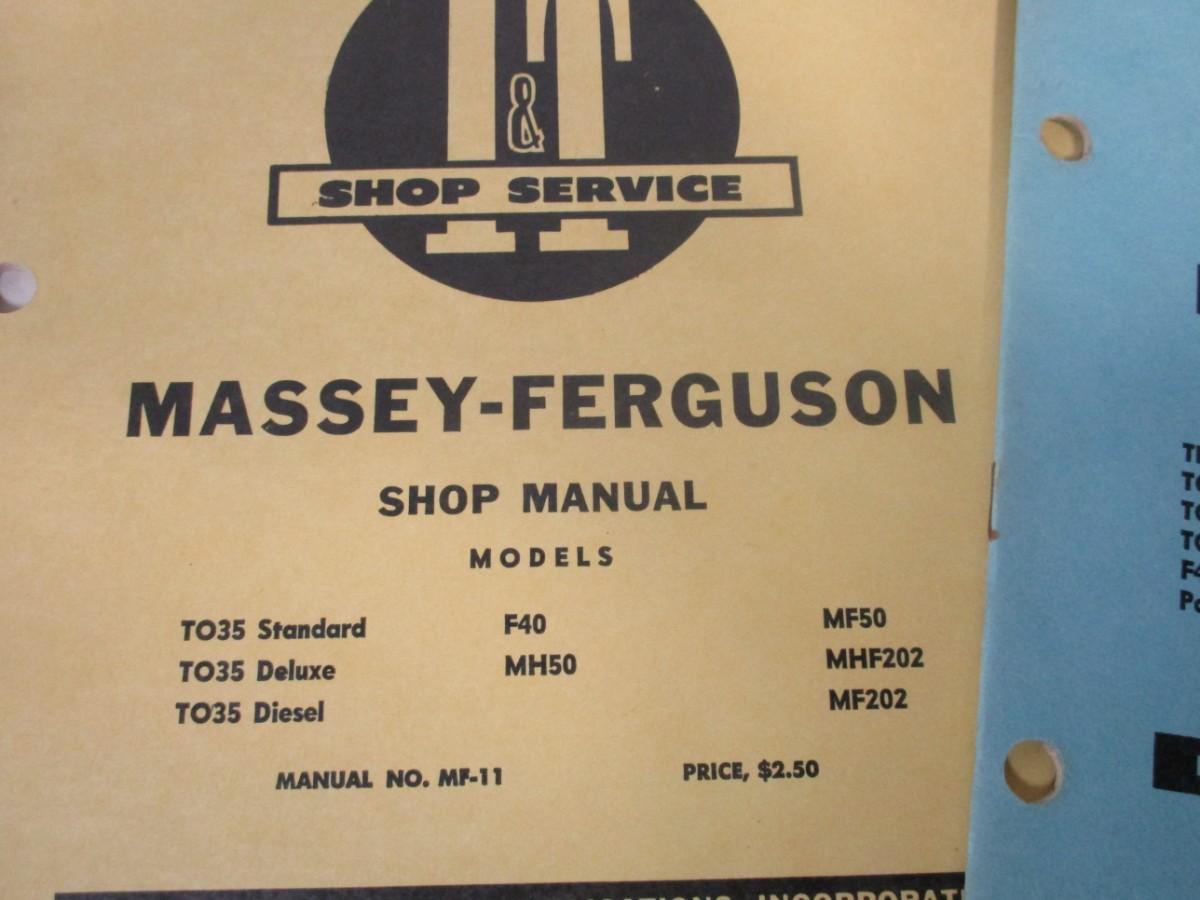 I&T
SHOP SERVICE
MASSEY-FERGUSON
SHOP MANUAL
MODELS
TO35 Standard F40 MF50
TO35 Deluxe MH50 MHF202
TO35 Diesel MF202
MANUAL NO. MF-11 PRICE, $2.50